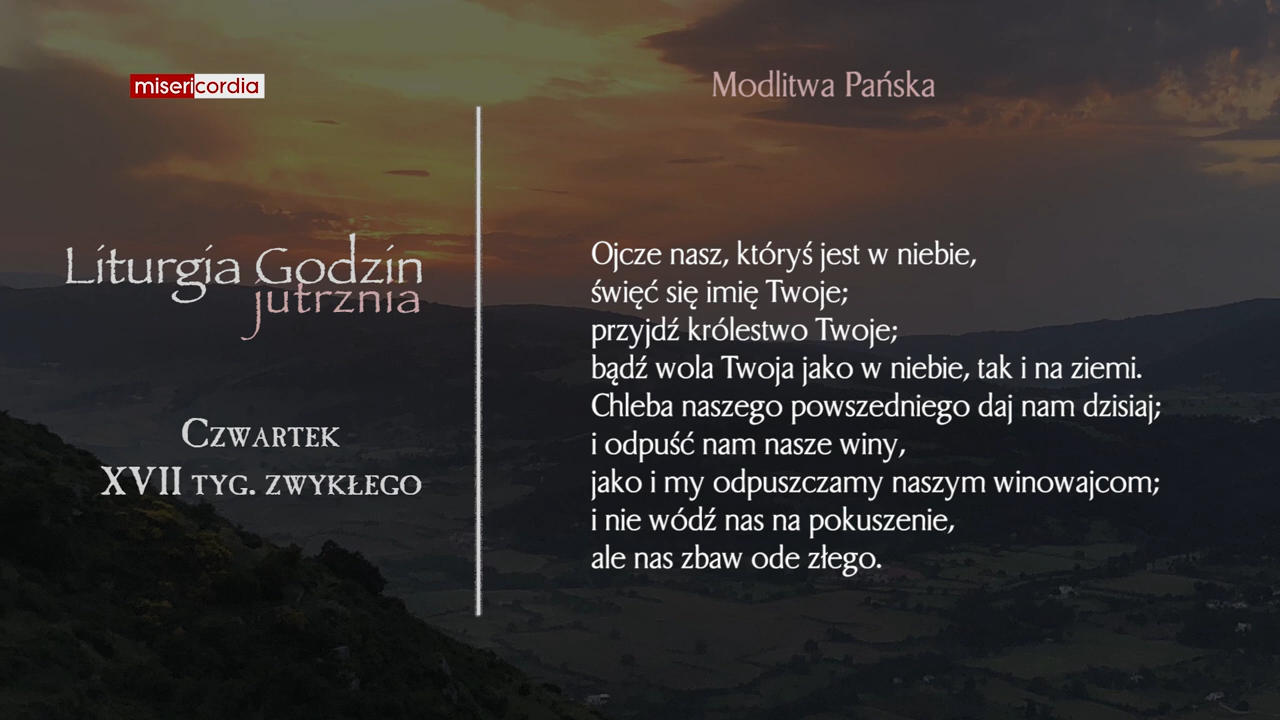 misericordia
Liturgia Godzin
jutrznia
Czwartek
XVII tyg. zwykłego
Modlitwa Pańska
Ojcze nasz, któryś jest w niebie,
święć się imię Twoje;
przyjdź królestwo Twoje;
bądź wola Twoja jako w niebie, tak i na ziemi.
Chleba naszego powszedniego daj nam dzisiaj;
i odpuść nam nasze winy,
jako i my odpuszczamy naszym winowajcom;
i nie wódź nas na pokuszenie,
ale nas zbaw ode złego.